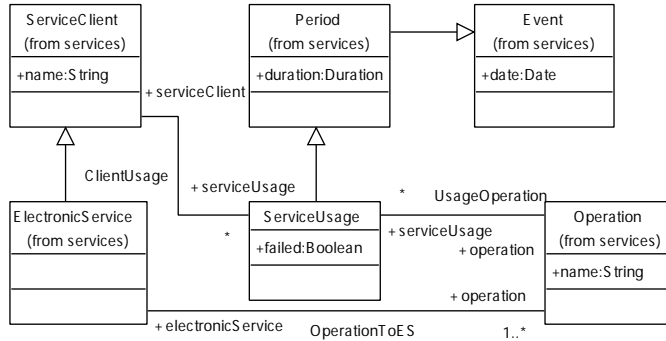 ServiceClient
(from services)
+name:String
Period
(from services)
+duration:Duration
Event
(from services)
+date:Date
+ serviceClient
ClientUsage
+ serviceUsage
*
ElectronicService
(from services)
ServiceUsage
+failed:Boolean
*
UsageOperation
+ serviceUsage
+ operation
Operation
(from services)
+name:String
+ operation
+ electronicService
OperationToES
1..*